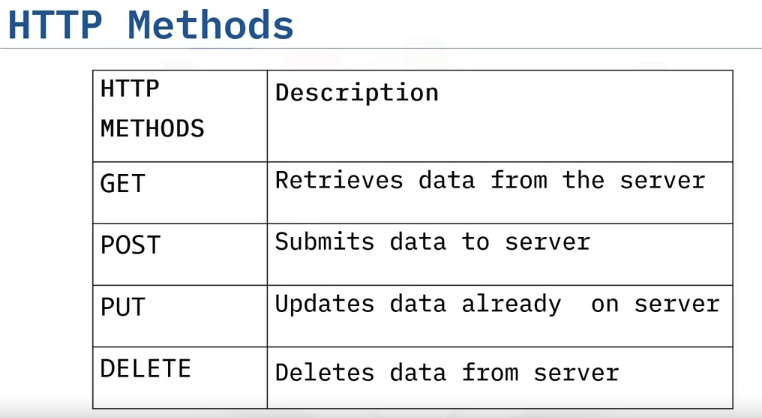 HTTP Methods
HTTP
METHODS
Description
GET
Retrieves data from the server
POST
Submits data to server
PUT
Updates data already on server
DELETE
Deletes data from server